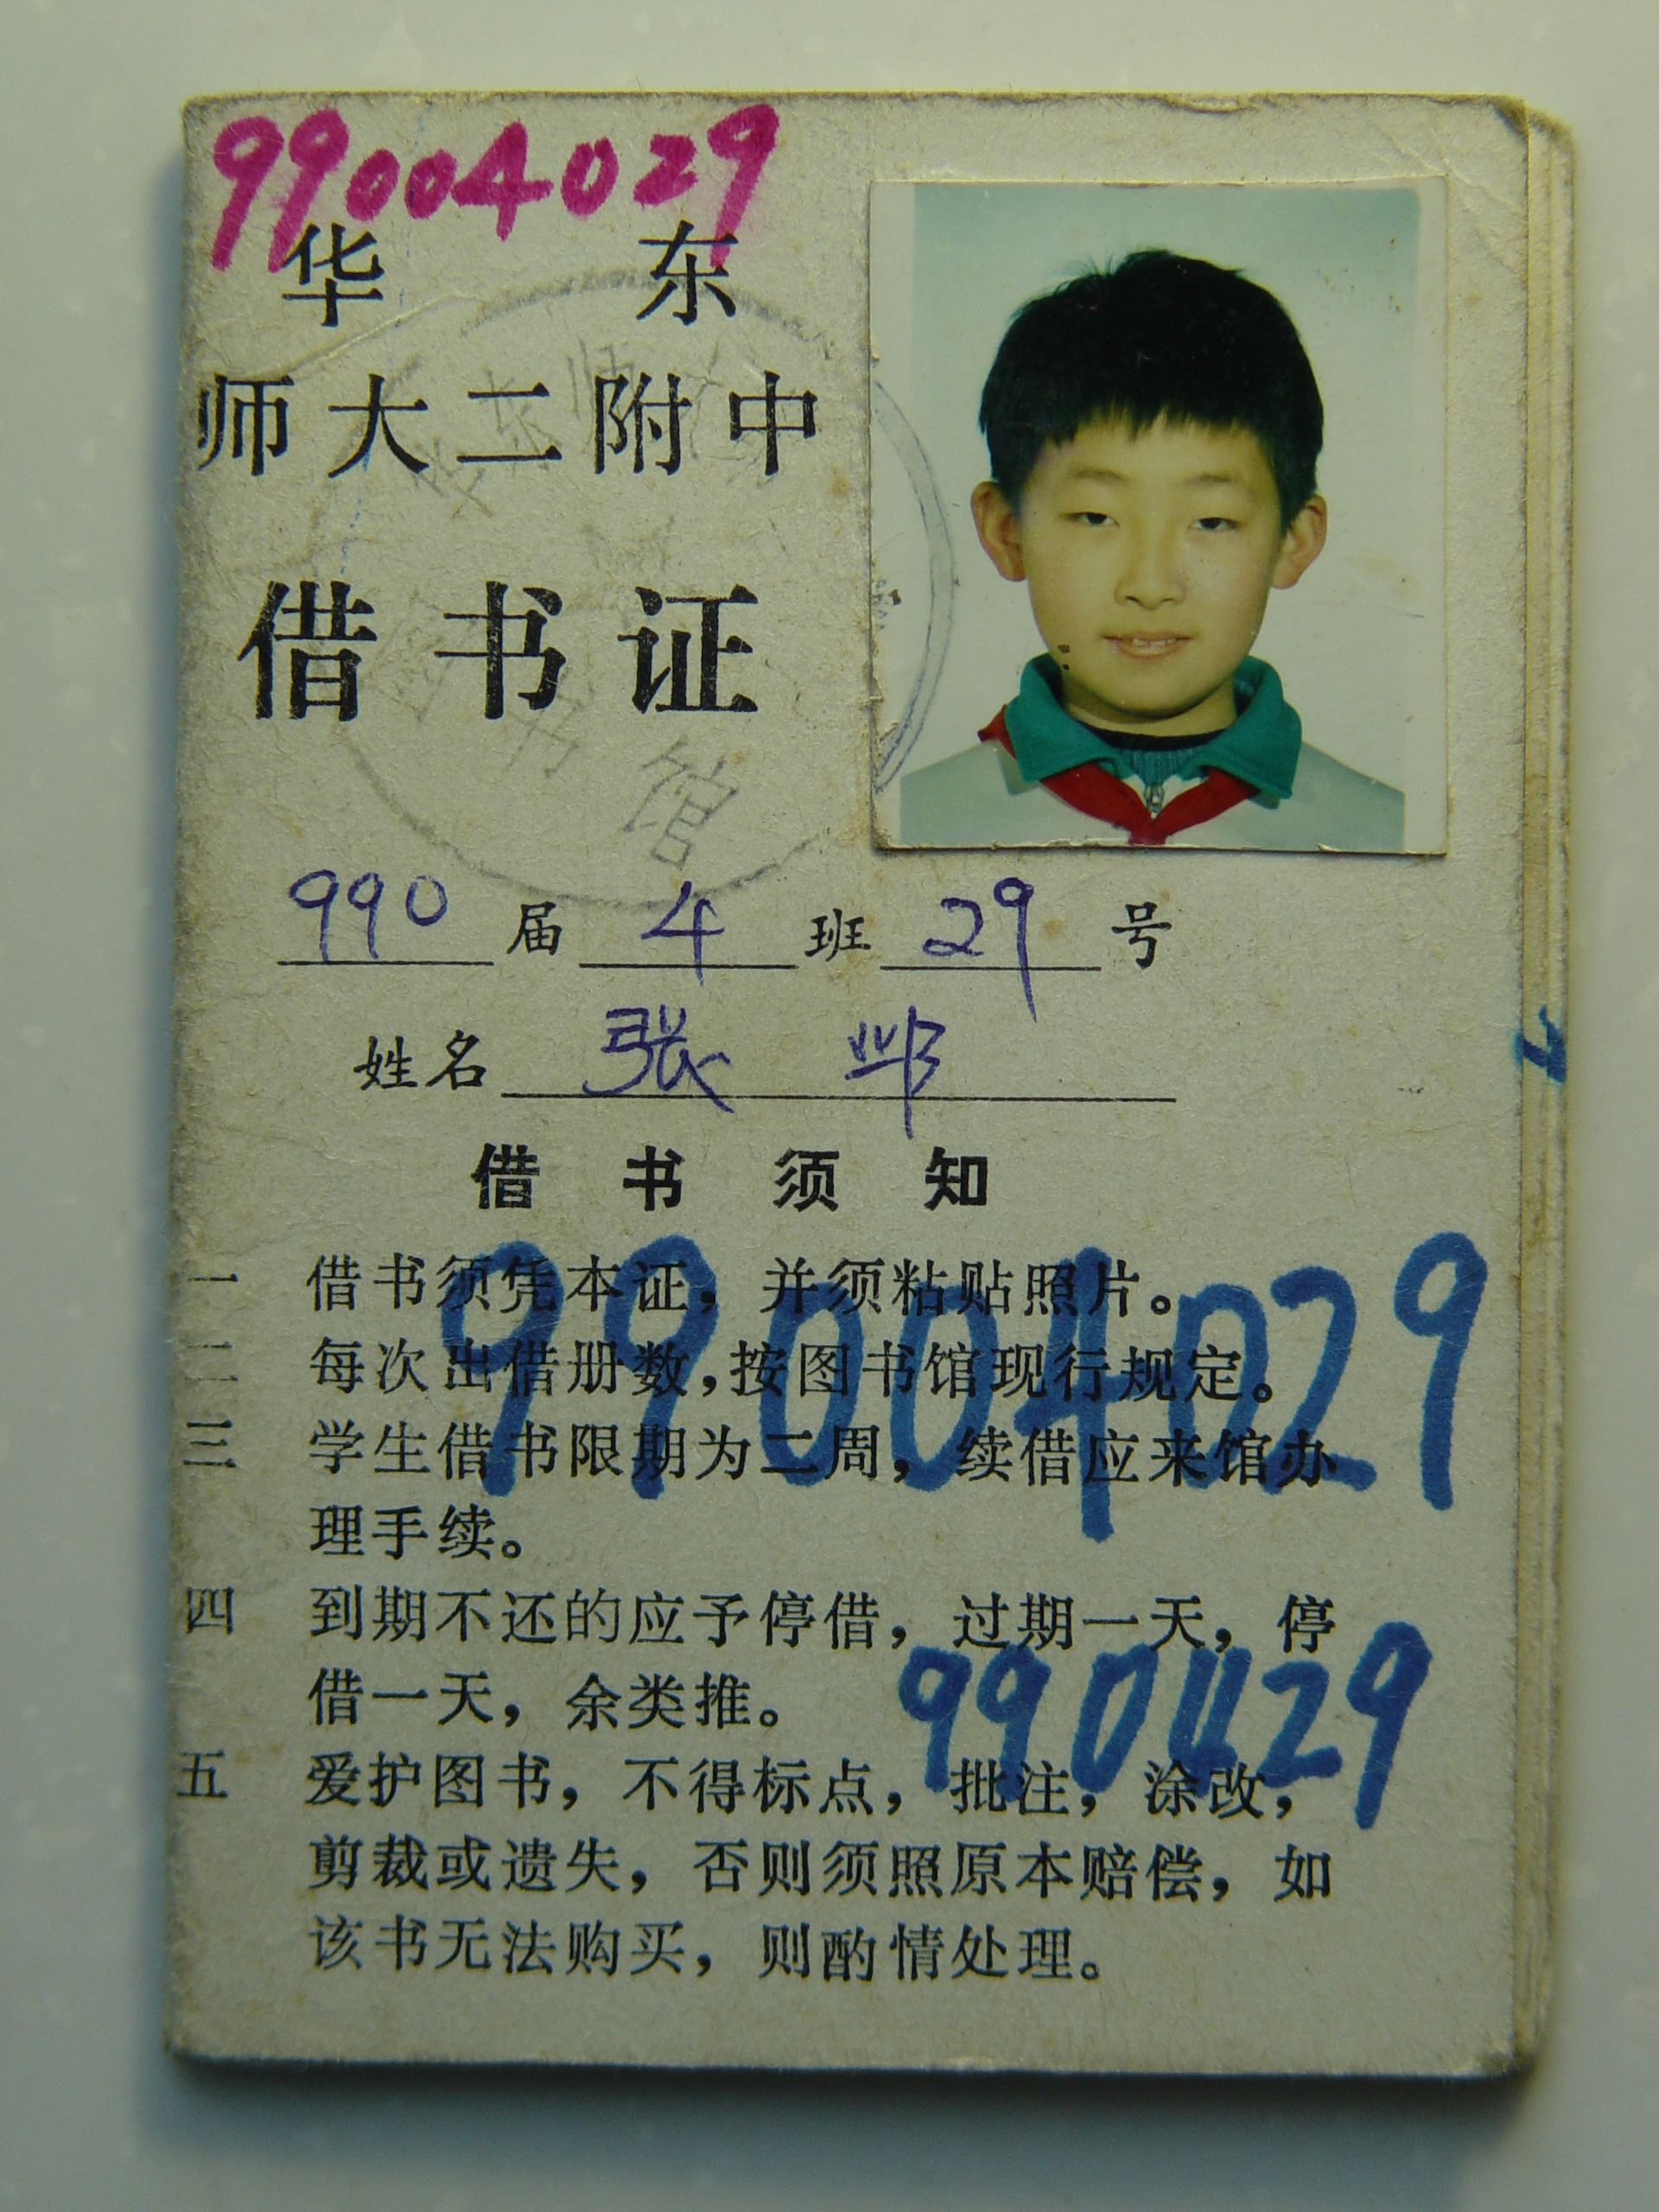 99004029
华东
师大二附中
借书证
990届4班29号
姓名 张邺
借书须知
一 借书须凭本证，并须粘贴照片。
二 每次出借册数，按图书馆现行规定。
三 学生借书限期为二周，续借应来馆办
理手续。
99004029
四 到期不还的应予停借，过期一天，停
借一天，余类推。
990429
五 爱护图书，不得标点，批注，涂改，
剪裁或遗失，否则须照原本赔偿，如
该书无法购买，则酌情处理。